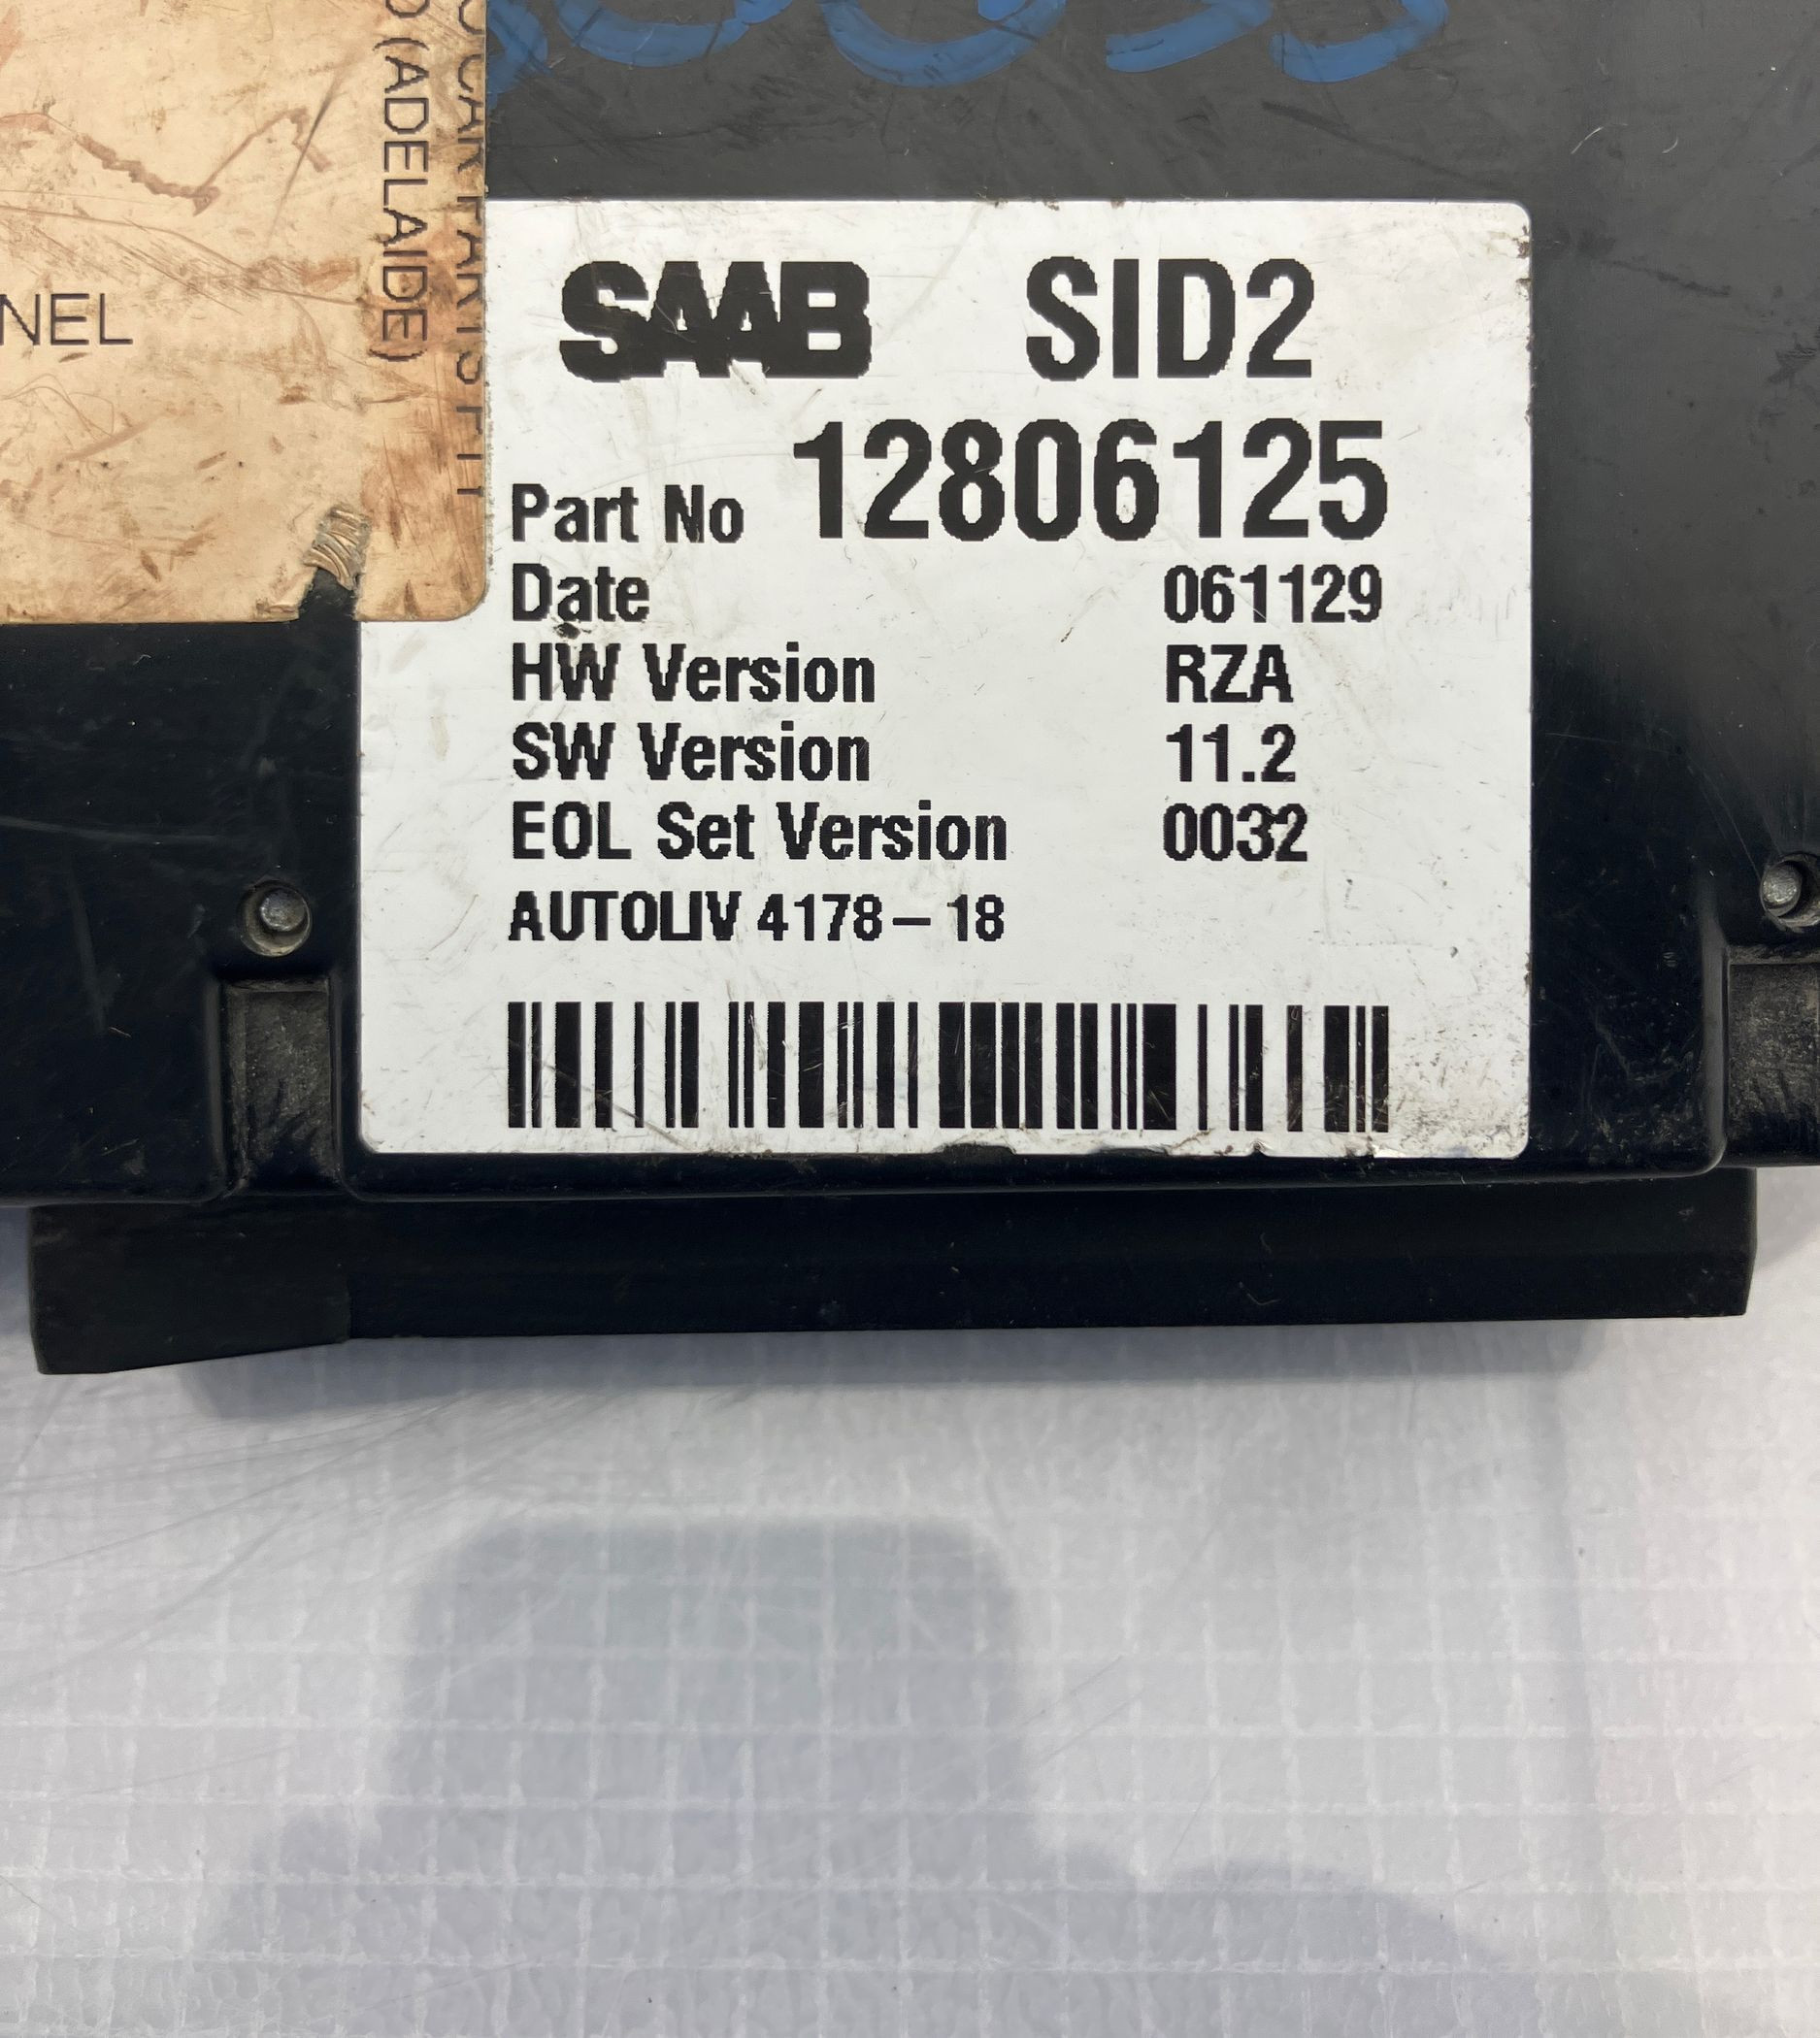 (ADELAIDE)
NEL
SAAB SID2
Part No 12806125
Date 061129
HW Version RZA
SW Version 11.2
EOL Set Version 0032
AUTOLIV 4178-18